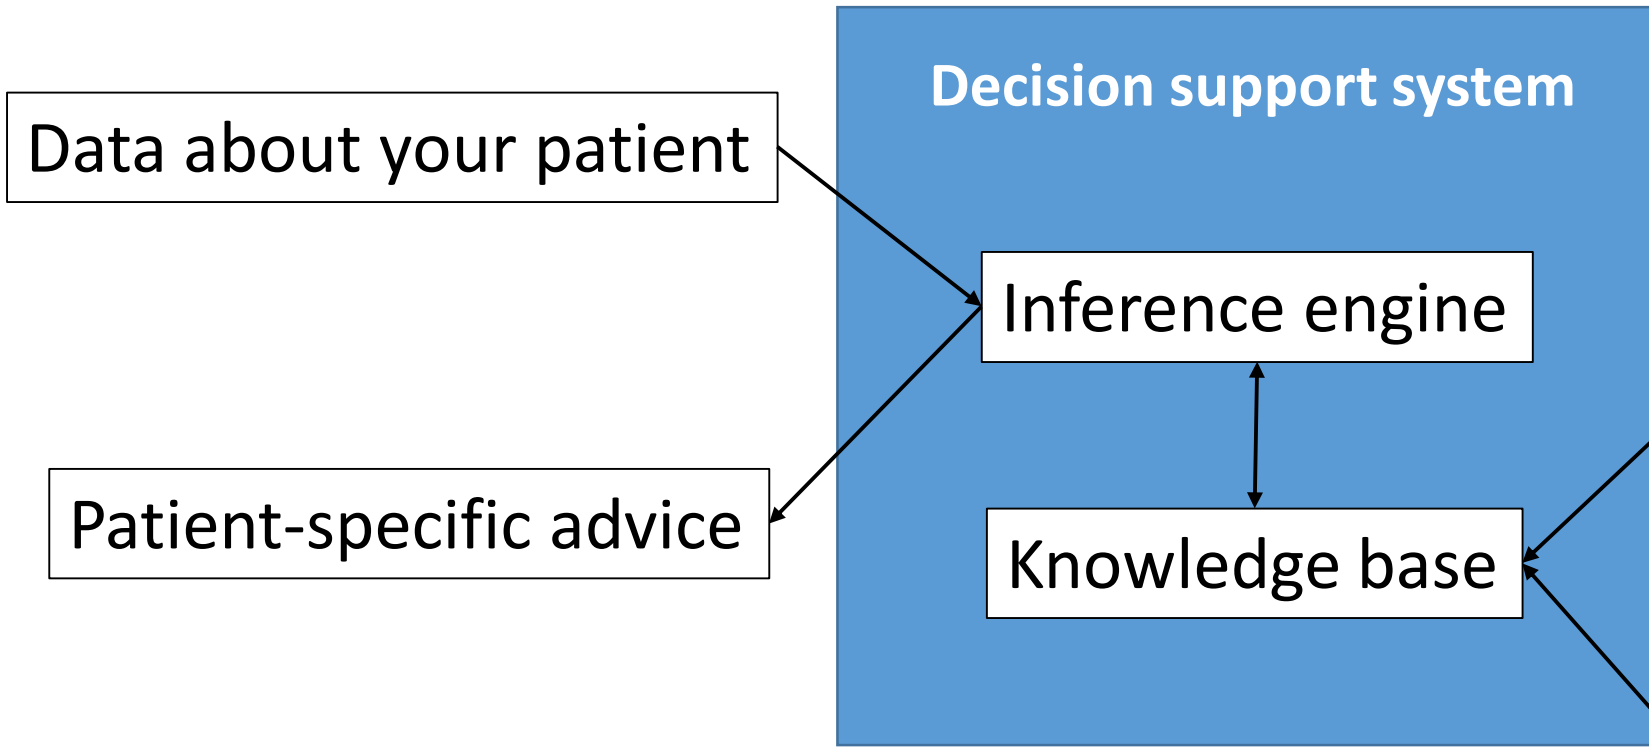 Decision support system
Data about your patient
Inference engine
Patient-specific advice
Knowledge base